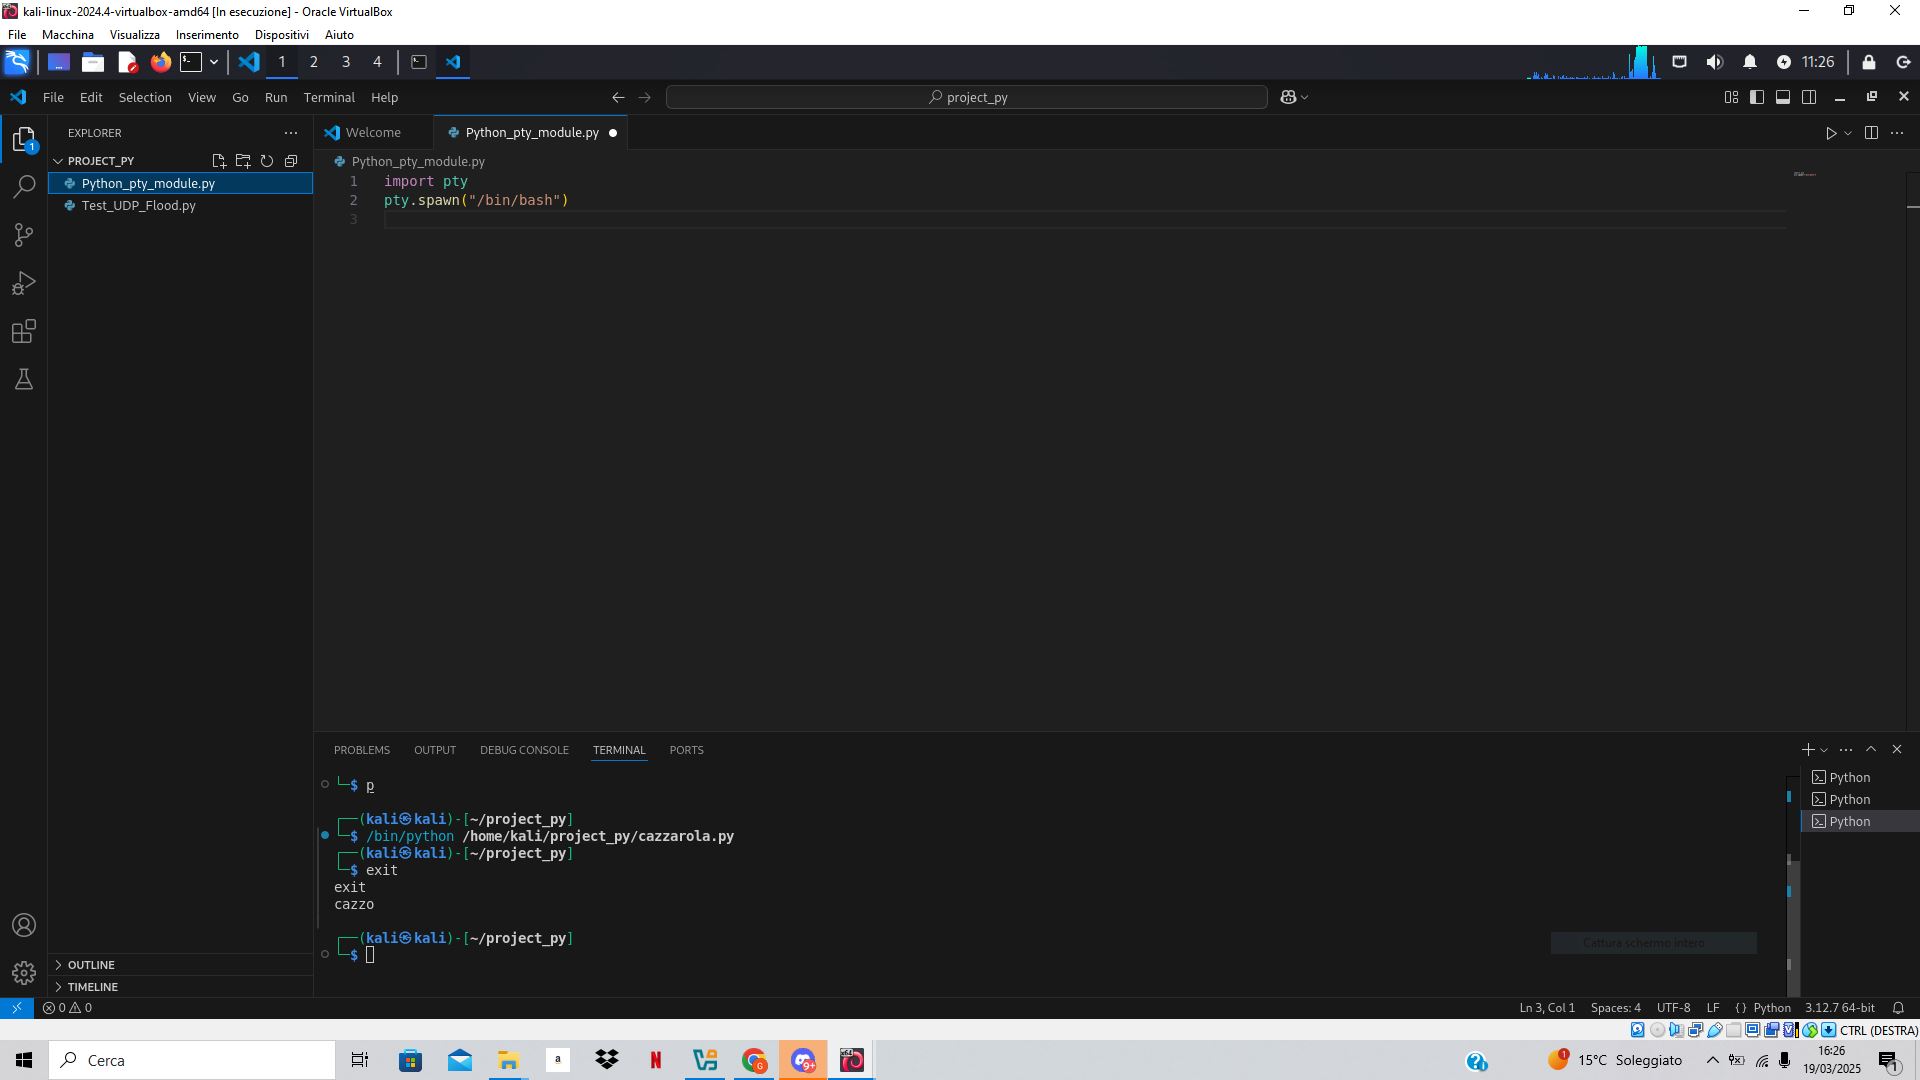 kali-linux-2024.4-virtualbox-amd64 [In esecuzione] - Oracle VirtualBox
File Macchina Visualizza Inserimento Dispositivi Aiuto
1 2 3 4 11:26
File Edit Selection View Go Run Terminal Help project_py
EXPLORER
Welcome Python_pty_module.py
PROJECT_PY
Python_pty_module.py
Test_UDP_Flood.py
1
Python_pty_module.py
1 import pty
2 pty.spawn("/bin/bash")
3
PROBLEMS OUTPUT DEBUG CONSOLE TERMINAL PORTS
└─$ p
┌──(kali㉿kali)-[~/project_py]
└─$ /bin/python /home/kali/project_py/cazzarola.py
┌──(kali㉿kali)-[~/project_py]
└─$ exit
exit
cazzo
┌──(kali㉿kali)-[~/project_py]
└─$
Python
Python
Python
Cattura schermo intero
OUTLINE
TIMELINE
0 0 Ln 3, Col 1 Spaces: 4 UTF-8 LF {} Python 3.12.7 64-bit
CTRL (DESTRA)
Cerca a N 9+ x64 1 15°C Soleggiato 16:26
19/03/2025 1